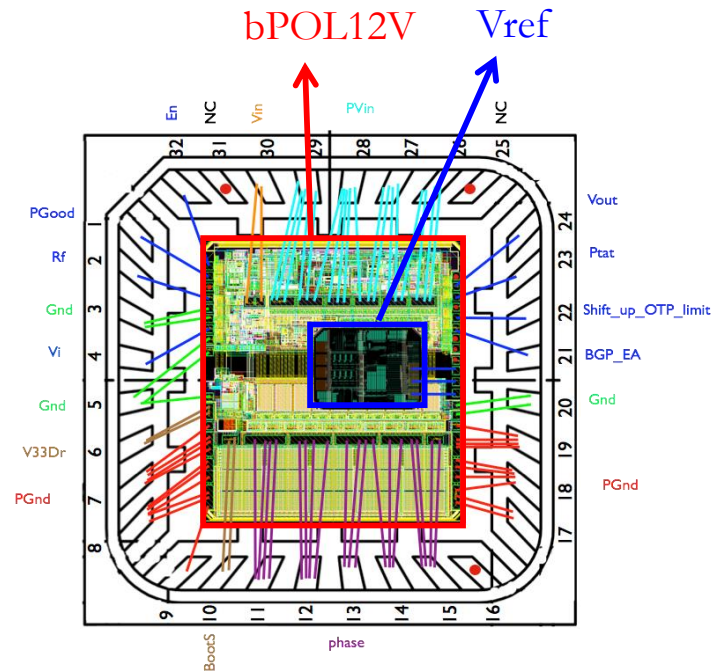 bPOL12V
Vref
En
NC
Vin
PVin
NC
32
31
30
29
28
27
26
25
PGood
Rf
Gnd
Vi
Gnd
V33Dr
PGnd
1
2
3
4
5
6
7
8
24
23
22
21
20
19
18
17
Vout
Ptat
Shift_up_OTP_limit
BGP_EA
Gnd
PGnd
9
10
11
12
13
14
15
16
BootS
phase